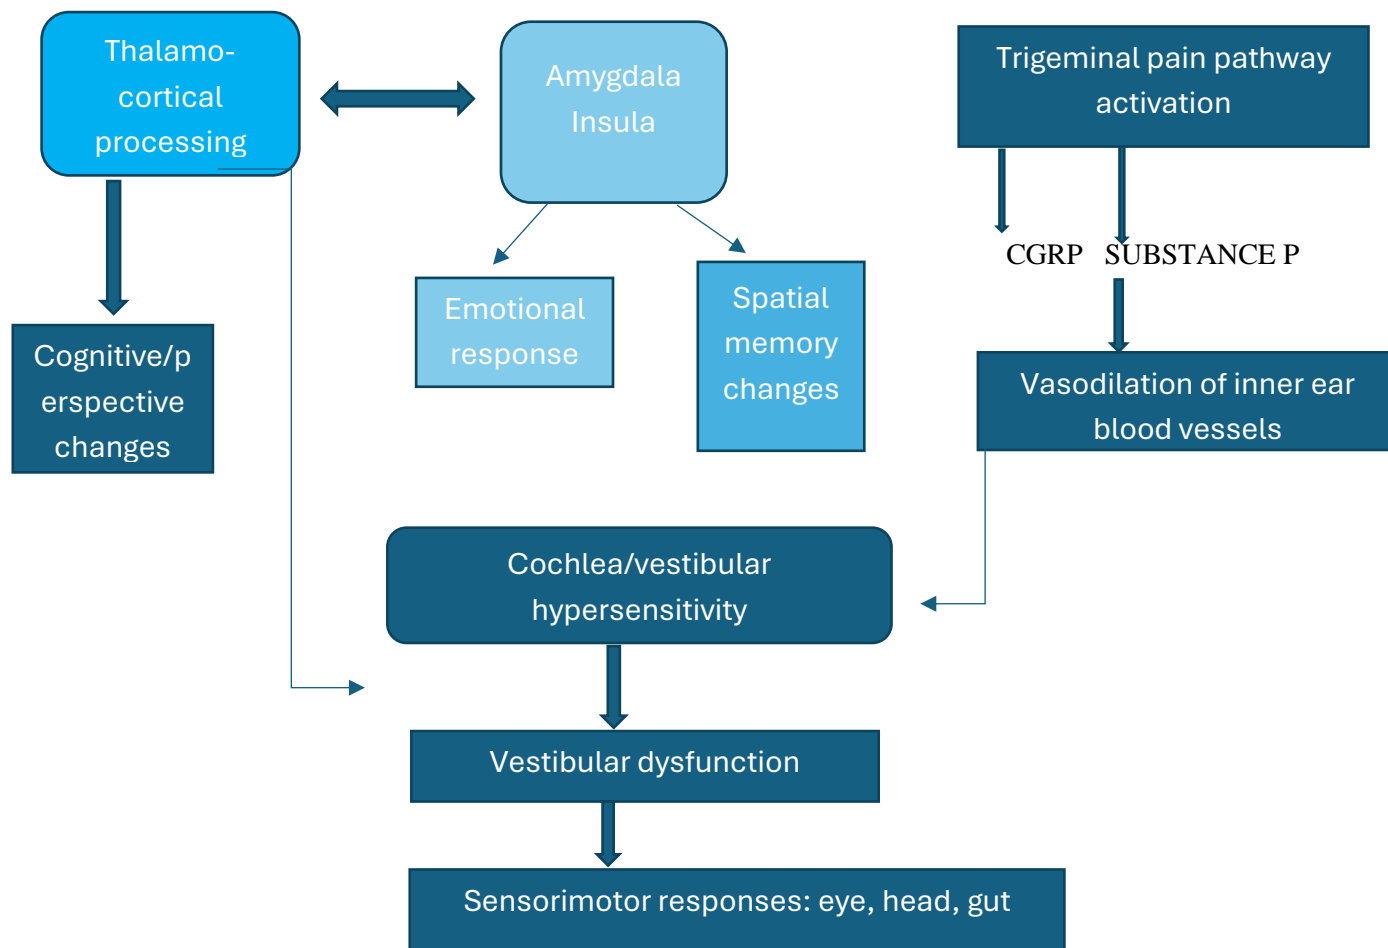 Thalamo-
cortical
processing
Amygdala
Insula
Trigeminal pain pathway
activation
CGRP SUBSTANCE P
Emotional
response
Spatial
memory
changes
Cognitive/p
erspective
changes
Vasodilation of inner ear
blood vessels
Cochlea/vestibular
hypersensitivity
Vestibular dysfunction
Sensorimotor responses: eye, head, gut